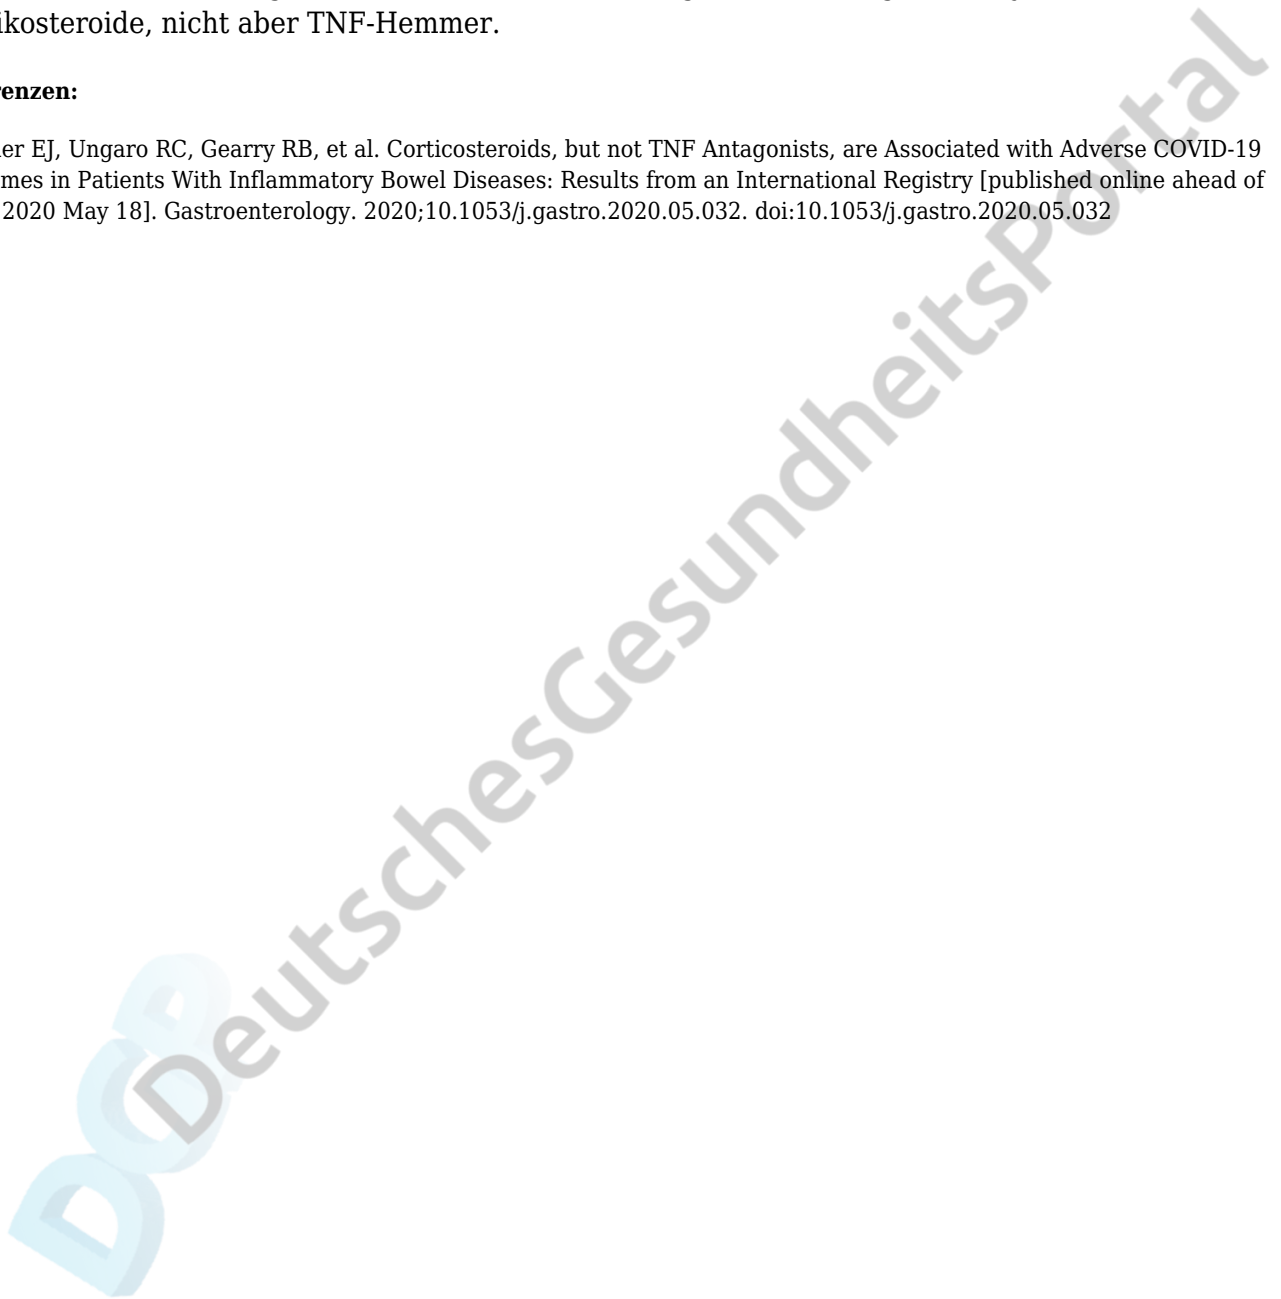 ikosteroide, nicht aber TNF-Hemmer.
enzen:
er EJ, Ungaro RC, Gearry RB, et al. Corticosteroids, but not TNF Antagonists, are Associated with Adverse COVID-19
mes in Patients With Inflammatory Bowel Diseases: Results from an International Registry [published online ahead of
2020 May 18]. Gastroenterology. 2020;10.1053/j.gastro.2020.05.032. doi:10.1053/j.gastro.2020.05.032
DeutschesGesundheitsPortal
DGP